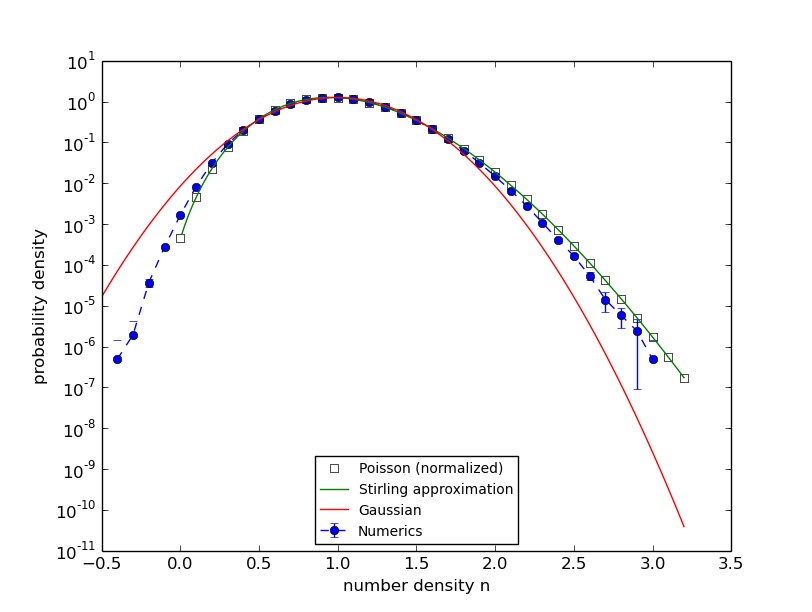 10^1
10^0
10^-1
10^-2
10^-3
10^-4
10^-5
10^-6
10^-7
10^-8
10^-9
10^-10
10^-11
probability density
Poisson (normalized)
Stirling approximation
Gaussian
Numerics
−0.5 0.0 0.5 1.0 1.5 2.0 2.5 3.0 3.5
number density n